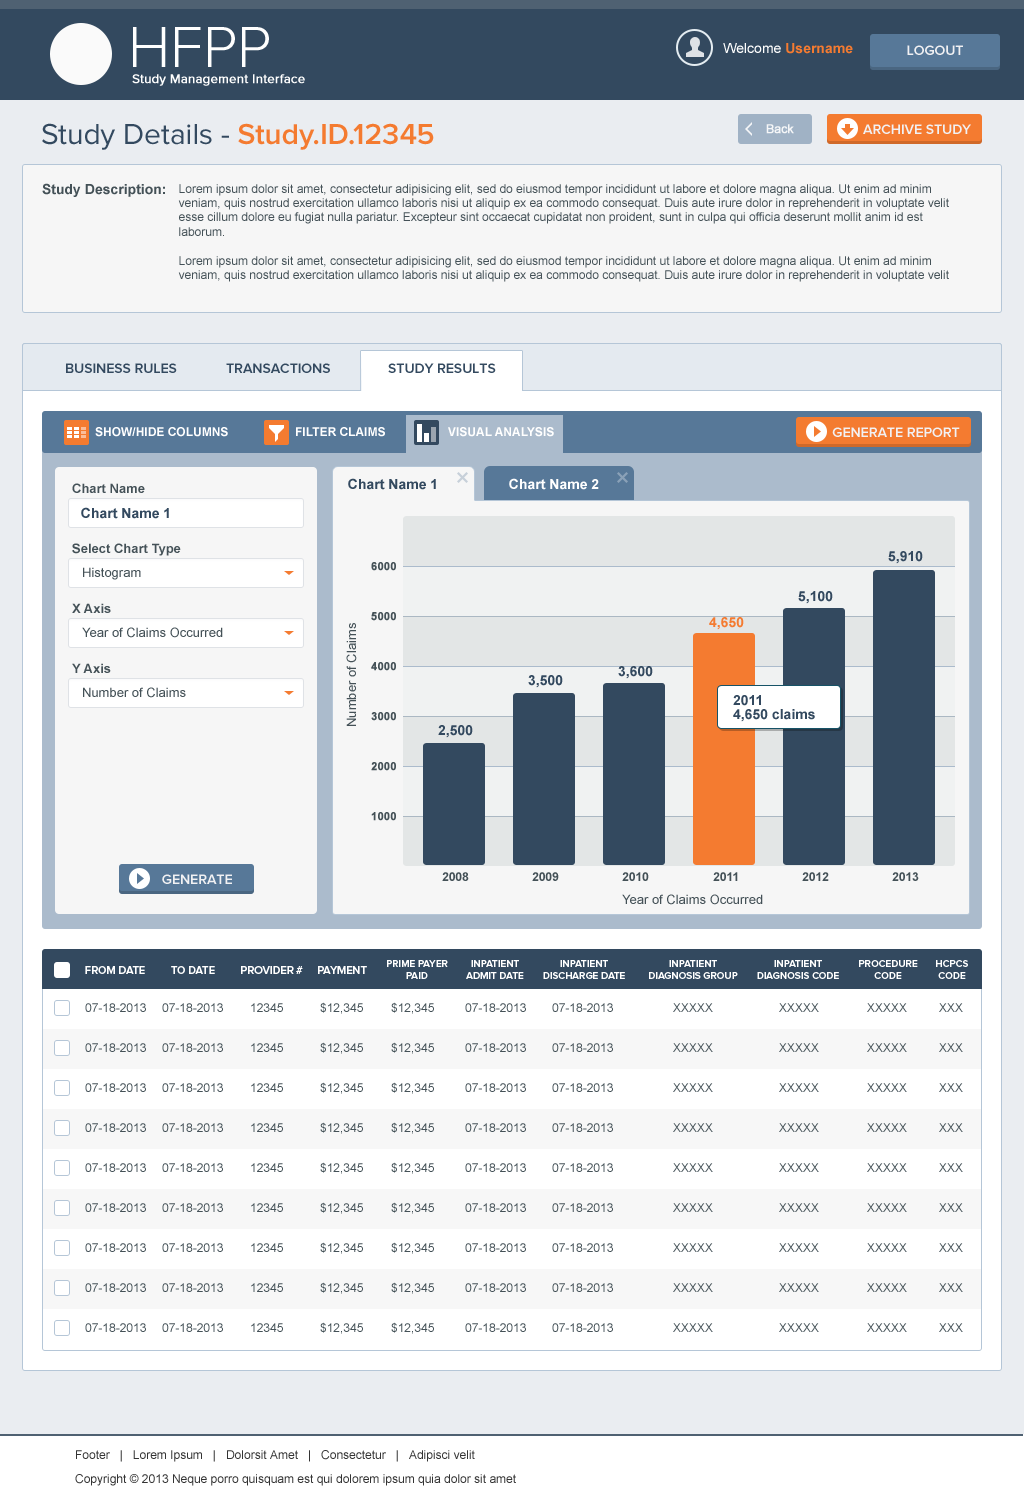 HFPP
Study Management Interface
Welcome Username
LOGOUT
Study Details - Study.ID.12345
Back
ARCHIVE STUDY
Study Description:
Lorem ipsum dolor sit amet, consectetur adipisicing elit, sed do eiusmod tempor incididunt ut labore et dolore magna aliqua. Ut enim ad minim
veniam, quis nostrud exercitation ullamco laboris nisi ut aliquip ex ea commodo consequat. Duis aute irure dolor in reprehenderit in voluptate velit
esse cillum dolore eu fugiat nulla pariatur. Excepteur sint occaecat cupidatat non proident, sunt in culpa qui officia deserunt mollit anim id est
laborum.
Lorem ipsum dolor sit amet, consectetur adipisicing elit, sed do eiusmod tempor incididunt ut labore et dolore magna aliqua. Ut enim ad minim
veniam, quis nostrud exercitation ullamco laboris nisi ut aliquip ex ea commodo consequat. Duis aute irure dolor in reprehenderit in voluptate velit
BUSINESS RULES
TRANSACTIONS
STUDY RESULTS
SHOW/HIDE COLUMNS
FILTER CLAIMS
VISUAL ANALYSIS
GENERATE REPORT
Chart Name
Chart Name 1
Select Chart Type
Histogram
X Axis
Year of Claims Occurred
Y Axis
Number of Claims
GENERATE
Chart Name 1
Chart Name 2
Number of Claims
6000
5000
4000
3000
2000
1000
2,500
3,500
3,600
4,650
5,100
5,910
2011
4,650 claims
2008 2009 2010 2011 2012 2013
Year of Claims Occurred
FROM DATE TO DATE PROVIDER # PAYMENT PRIME PAYER PAID INPATIENT ADMIT DATE INPATIENT DISCHARGE DATE INPATIENT DIAGNOSIS GROUP INPATIENT DIAGNOSIS CODE PROCEDURE CODE HCPCS CODE
07-18-2013 07-18-2013 12345 $12,345 $12,345 07-18-2013 07-18-2013 XXXXX XXXXX XXXXX XXX
07-18-2013 07-18-2013 12345 $12,345 $12,345 07-18-2013 07-18-2013 XXXXX XXXXX XXXXX XXX
07-18-2013 07-18-2013 12345 $12,345 $12,345 07-18-2013 07-18-2013 XXXXX XXXXX XXXXX XXX
07-18-2013 07-18-2013 12345 $12,345 $12,345 07-18-2013 07-18-2013 XXXXX XXXXX XXXXX XXX
07-18-2013 07-18-2013 12345 $12,345 $12,345 07-18-2013 07-18-2013 XXXXX XXXXX XXXXX XXX
07-18-2013 07-18-2013 12345 $12,345 $12,345 07-18-2013 07-18-2013 XXXXX XXXXX XXXXX XXX
07-18-2013 07-18-2013 12345 $12,345 $12,345 07-18-2013 07-18-2013 XXXXX XXXXX XXXXX XXX
07-18-2013 07-18-2013 12345 $12,345 $12,345 07-18-2013 07-18-2013 XXXXX XXXXX XXXXX XXX
07-18-2013 07-18-2013 12345 $12,345 $12,345 07-18-2013 07-18-2013 XXXXX XXXXX XXXXX XXX
Footer | Lorem Ipsum | Dolorsit Amet | Consectetur | Adipisci velit
Copyright © 2013 Neque porro quisquam est qui dolorem ipsum quia dolor sit amet